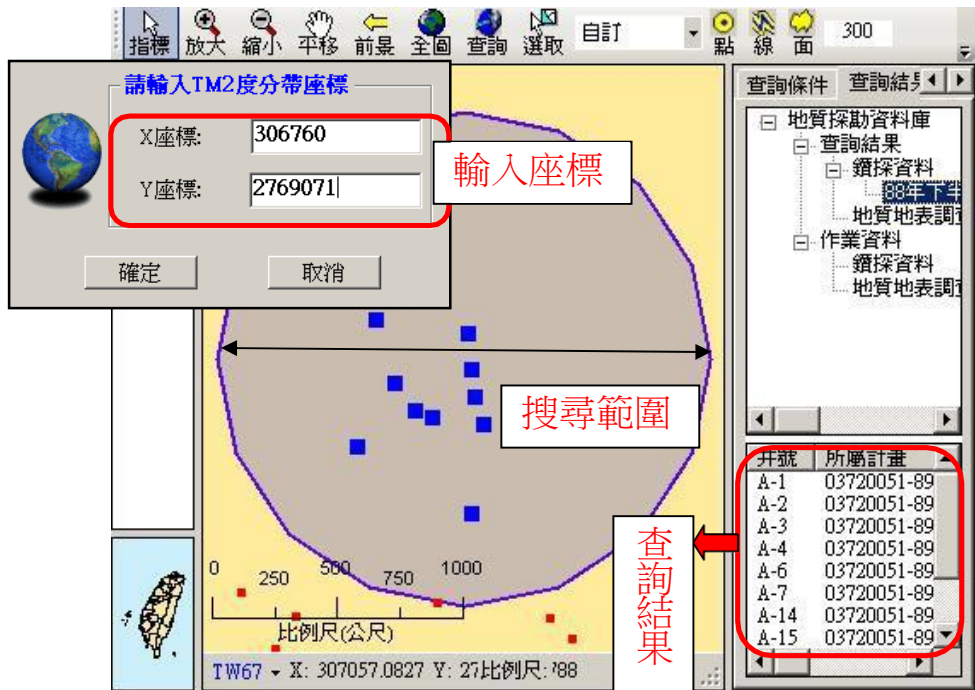 指標 放大 縮小 平移 前景 全圖 查詢 選取 自訂 點 線 面 300
請輸入TM2度分帶座標
X座標: 306760
Y座標: 2769071
確定 取消
輸入座標
搜尋範圍
查詢條件 查詢結
地質探勘資料庫
查詢結果
鑽探資料
88年下
地質地表調
作業資料
鑽探資料
地質地表調
井號 所屬計畫
A-1 03720051-89
A-2 03720051-89
A-3 03720051-89
A-4 03720051-89
A-6 03720051-89
A-7 03720051-89
A-14 03720051-89
A-15 03720051-89
查詢結果
0 250 500 750 1000
比例尺(公尺)
TW67 X: 307057.0827 Y: 27比例尺: 788